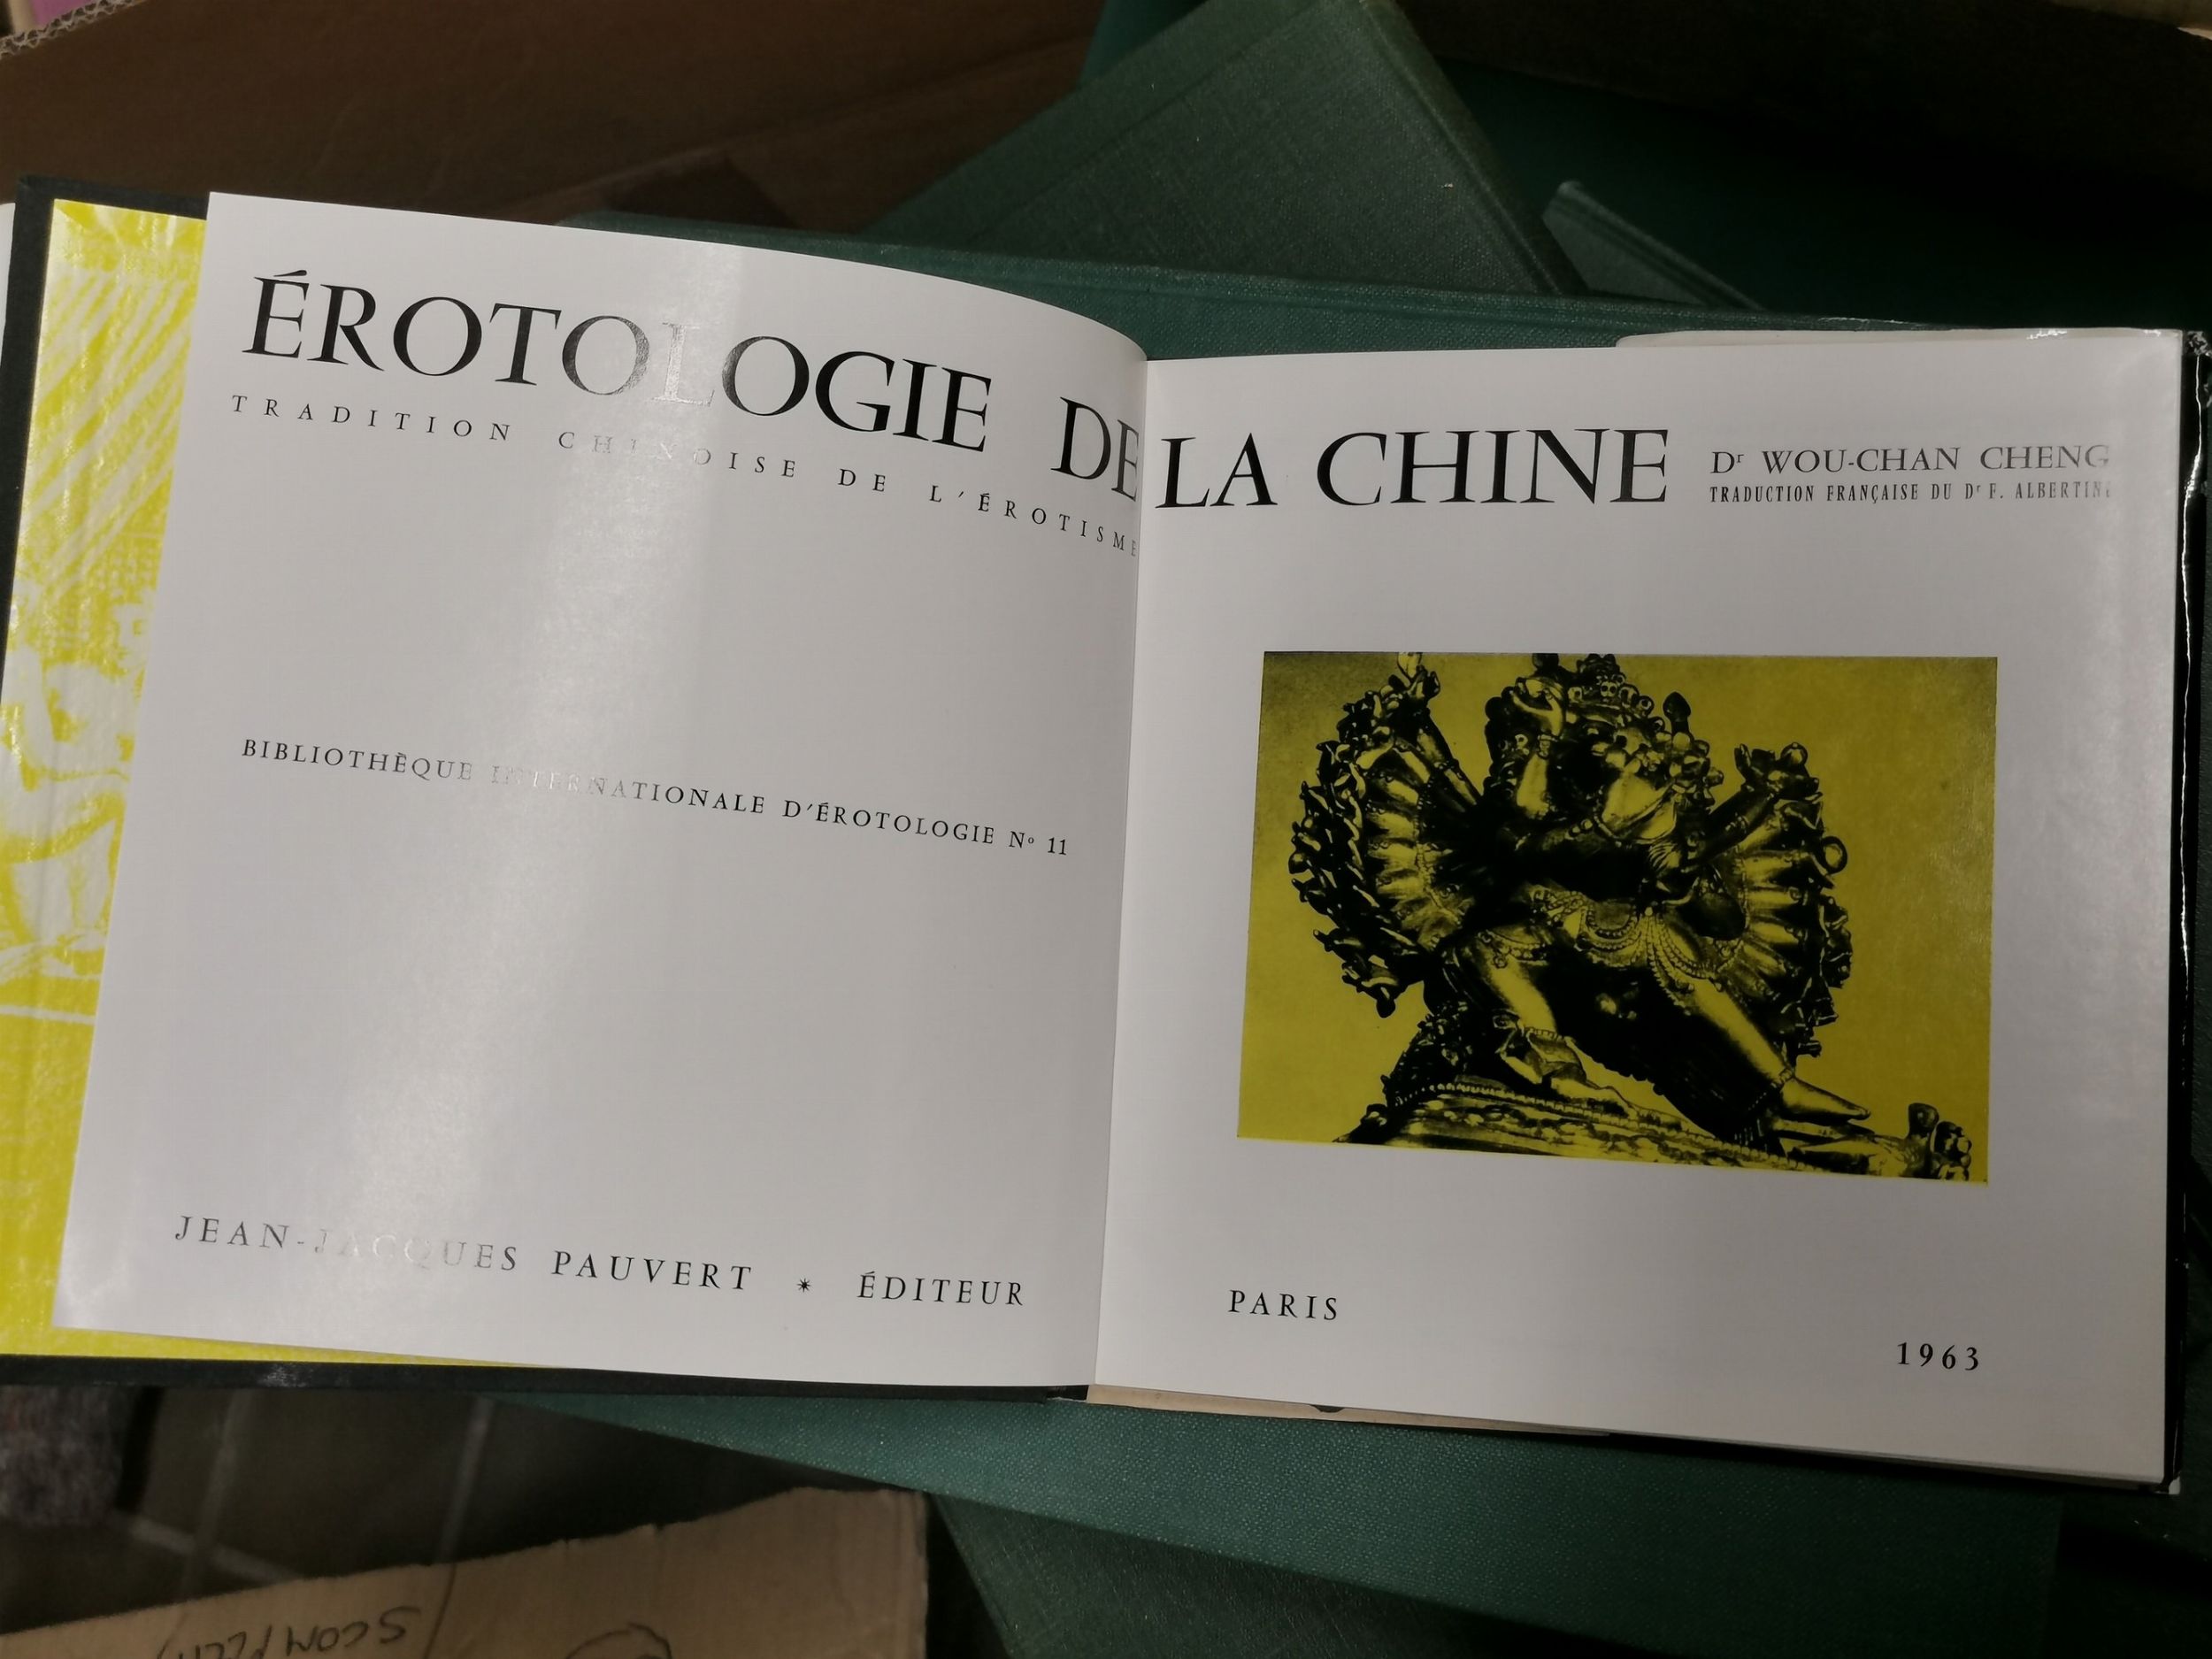 ÉROTOLOGIE DE LA CHINE
TRADITION CHINOISE DE L'ÉROTISME
Dr WOU-CHAN CHENG
TRADUCTION FRANÇAISE DU Dr F. ALBERTINI
BIBLIOTHÈQUE INTERNATIONALE D'ÉROTOLOGIE No 11
JEAN-JACQUES PAUVERT * ÉDITEUR
PARIS
1963